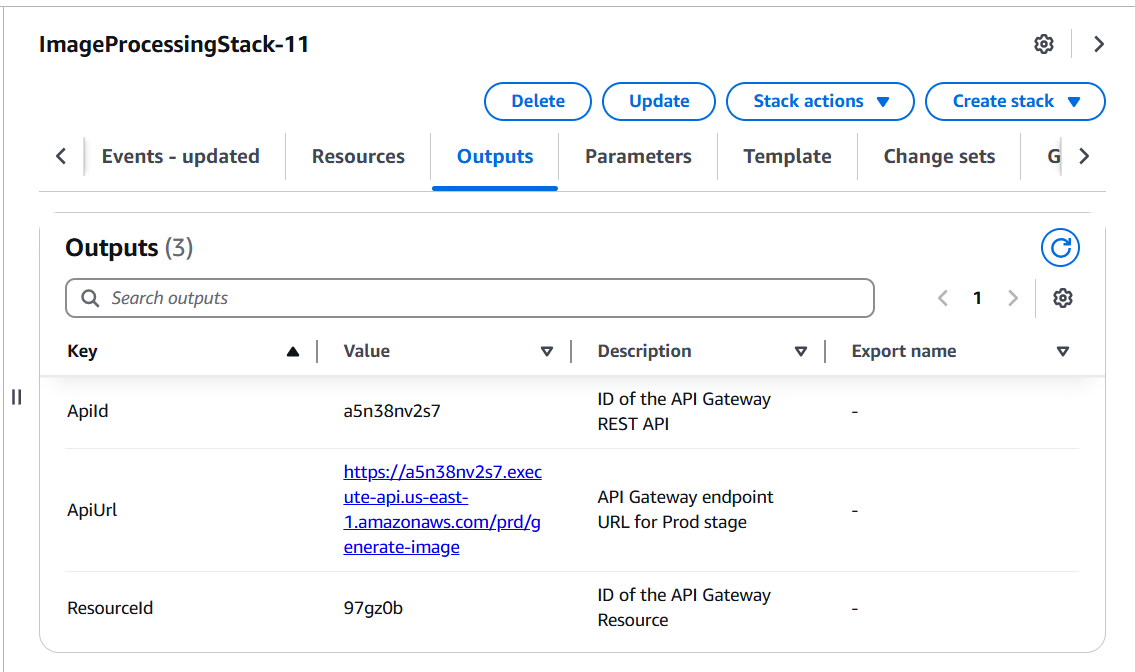 ImageProcessingStack-11
Delete Update Stack actions Create stack
Events - updated Resources Outputs Parameters Template Change sets G
Outputs (3)
Search outputs
1
Key Value Description Export name
ApiId a5n38nv2s7 ID of the API Gateway
REST API -
ApiUrl https://a5n38nv2s7.exec
ute-api.us-east-
1.amazonaws.com/prd/g
enerate-image API Gateway endpoint
URL for Prod stage -
ResourceId 97gz0b ID of the API Gateway
Resource -